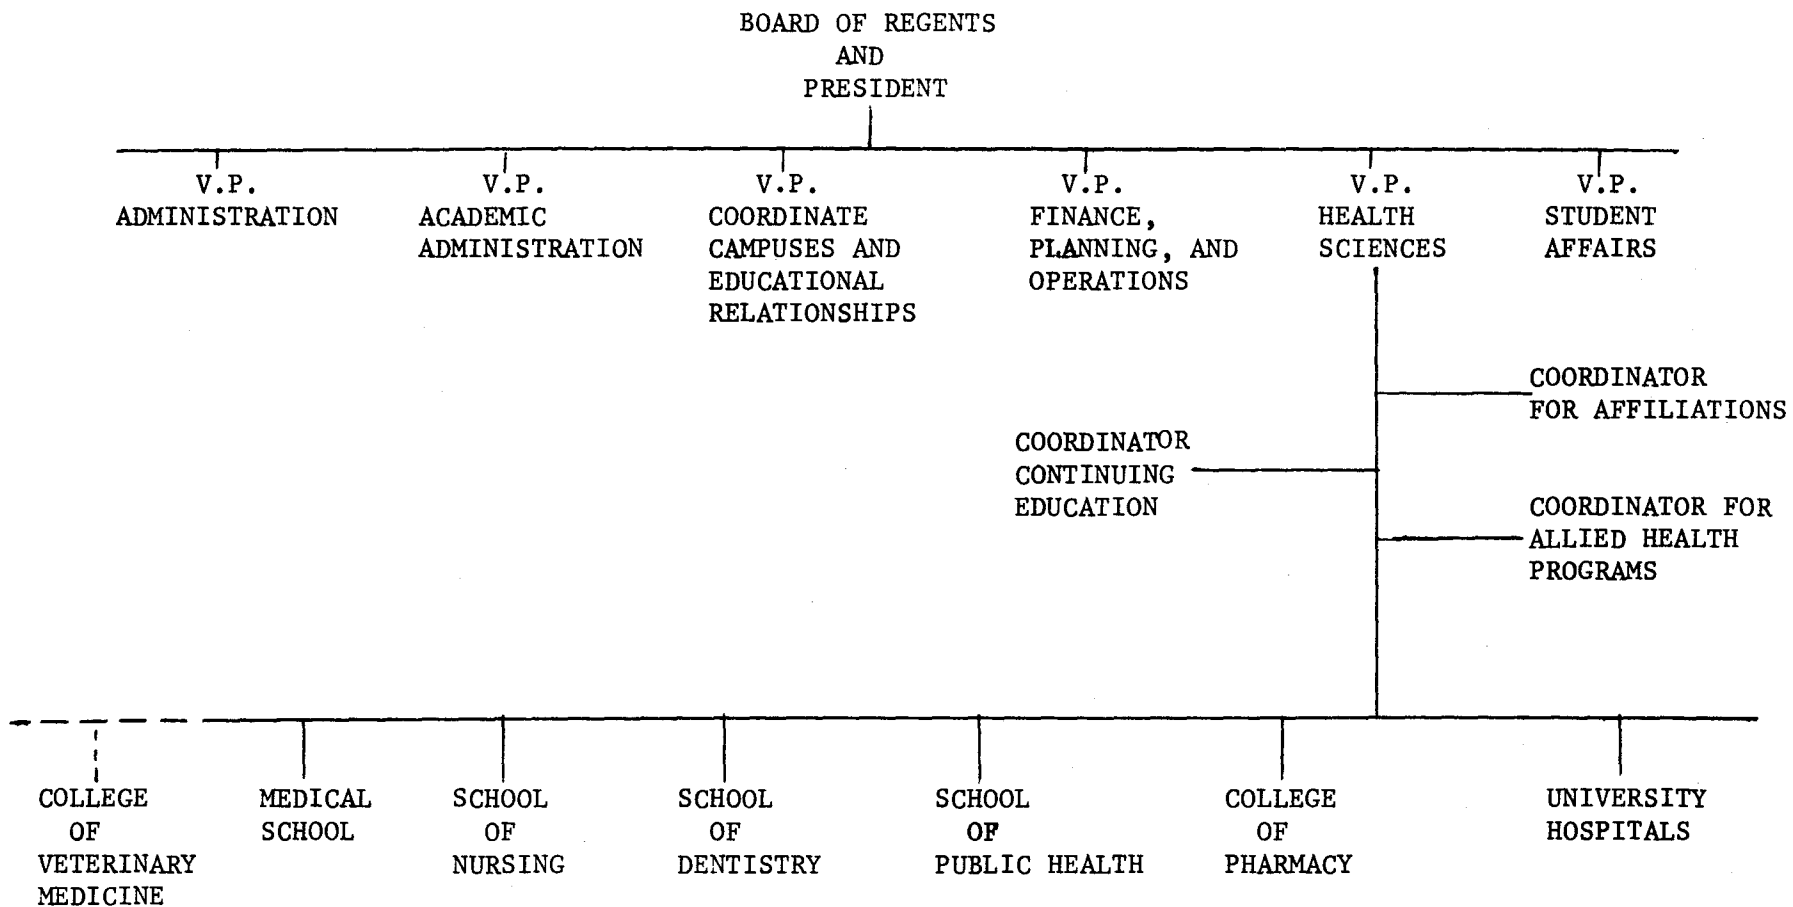 BOARD OF REGENTS
AND
PRESIDENT
V.P.
ADMINISTRATION
V.P.
ACADEMIC
ADMINISTRATION
V.P.
COORDINATE
CAMPUSES AND
EDUCATIONAL
RELATIONSHIPS
V.P.
FINANCE,
PLANNING, AND
OPERATIONS
V.P.
HEALTH
SCIENCES
V.P.
STUDENT
AFFAIRS
COORDINATOR
FOR AFFILIATIONS
COORDINATOR
CONTINUING
EDUCATION
COORDINATOR FOR
ALLIED HEALTH
PROGRAMS
COLLEGE
OF
VETERINARY
MEDICINE
MEDICAL
SCHOOL
SCHOOL
OF
NURSING
SCHOOL
OF
DENTISTRY
SCHOOL
OF
PUBLIC HEALTH
COLLEGE
OF
PHARMACY
UNIVERSITY
HOSPITALS